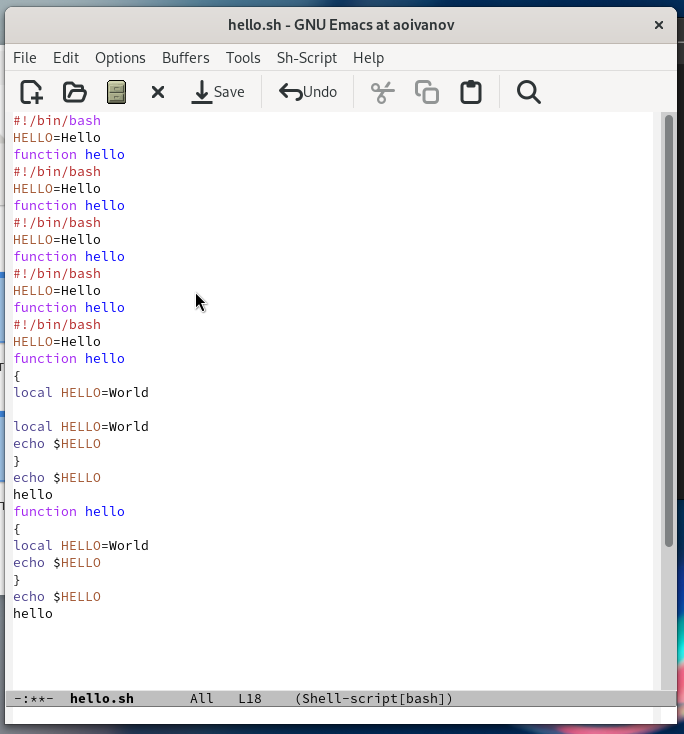 hello.sh - GNU Emacs at aoivanov
File Edit Options Buffers Tools Sh-Script Help
Save Undo
#!/bin/bash
HELLO=Hello
function hello
#!/bin/bash
HELLO=Hello
function hello
#!/bin/bash
HELLO=Hello
function hello
#!/bin/bash
HELLO=Hello
function hello
#!/bin/bash
HELLO=Hello
function hello
{
local HELLO=World

local HELLO=World
echo $HELLO
}
echo $HELLO
hello
function hello
{
local HELLO=World
echo $HELLO
}
echo $HELLO
hello
-:**- hello.sh All L18 (Shell-script[bash])